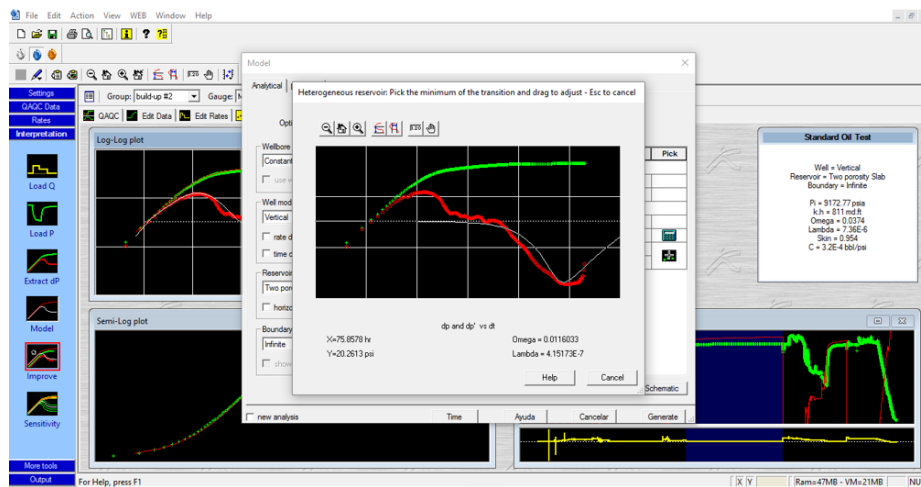 File Edit Action View WEB Window Help
Settings
QAQC Data
Rates
Interpretation
Load Q
Load P
Extract dP
Model
Improve
Sensitivity
More tools
Output
Group: build-up #2 Gauge:
QAQC Edit Data Edit Rates
Log-Log plot
Semi-Log plot
Model
Analytical
Wellbore
Constant
Well mod
Vertical
rate d
time c
Reservoir
Two por
horizo
Boundary
Infinite
show
Pick
Schematic
new analysis Time Ayuda Cancelar Generate
Heterogeneous reservoir: Pick the minimum of the transition and drag to adjust - Esc to cancel
dp and dp' vs dt
X=75.8578 hr Omega = 0.0116033
Y=20.2613 psi Lambda = 4.15173E-7
Help Cancel
Standard Oil Test
Well = Vertical
Reservoir = Two porosity Slab
Boundary = Infinite
Pi = 9172.77 psia
k.h = 811 md.ft
Omega = 0.0374
Lambda = 7.36E-6
Skin = 0.954
C = 3.2E-4 bbl/psi
For Help, press F1 X Y Ram=47MB - VM=21MB NU